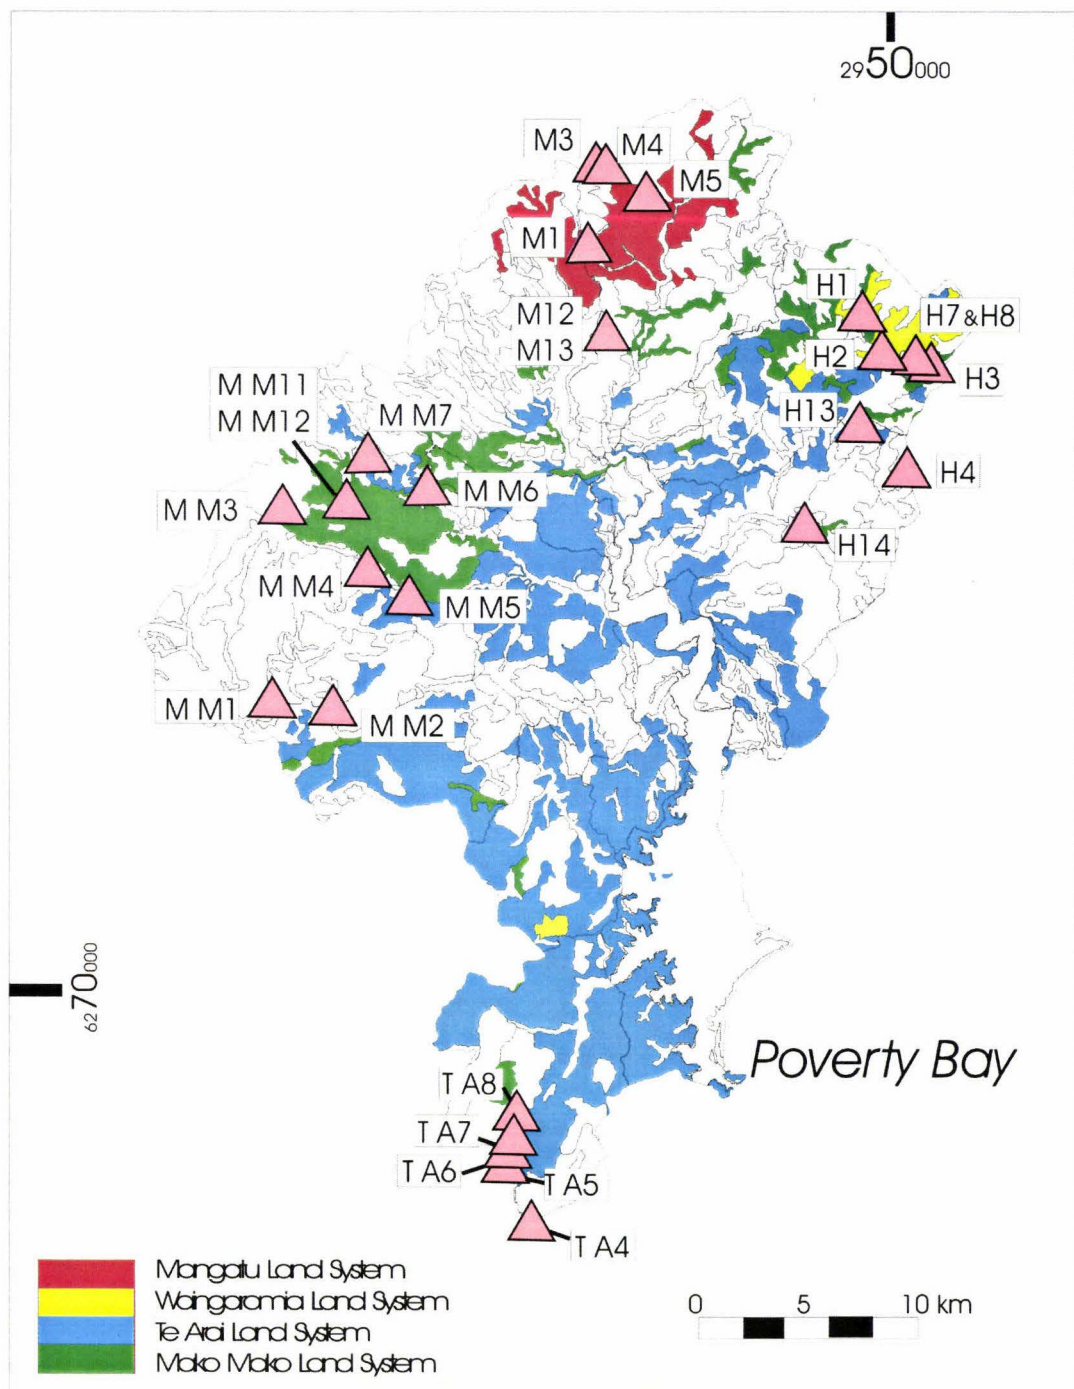 2950000
M3
M4
M5
M1
M12
M13
H1
H7&H8
H2
H3
H13
H4
H14
M M11
M M12
M M7
M M6
M M3
M M4
M M5
M M1
M M2
6270000
Poverty Bay
T A8
T A7
T A6
T A5
T A4
Mangatu Land System
Waingaromia Land System
Te Arai Land System
Mako Mako Land System
0 5 10 km